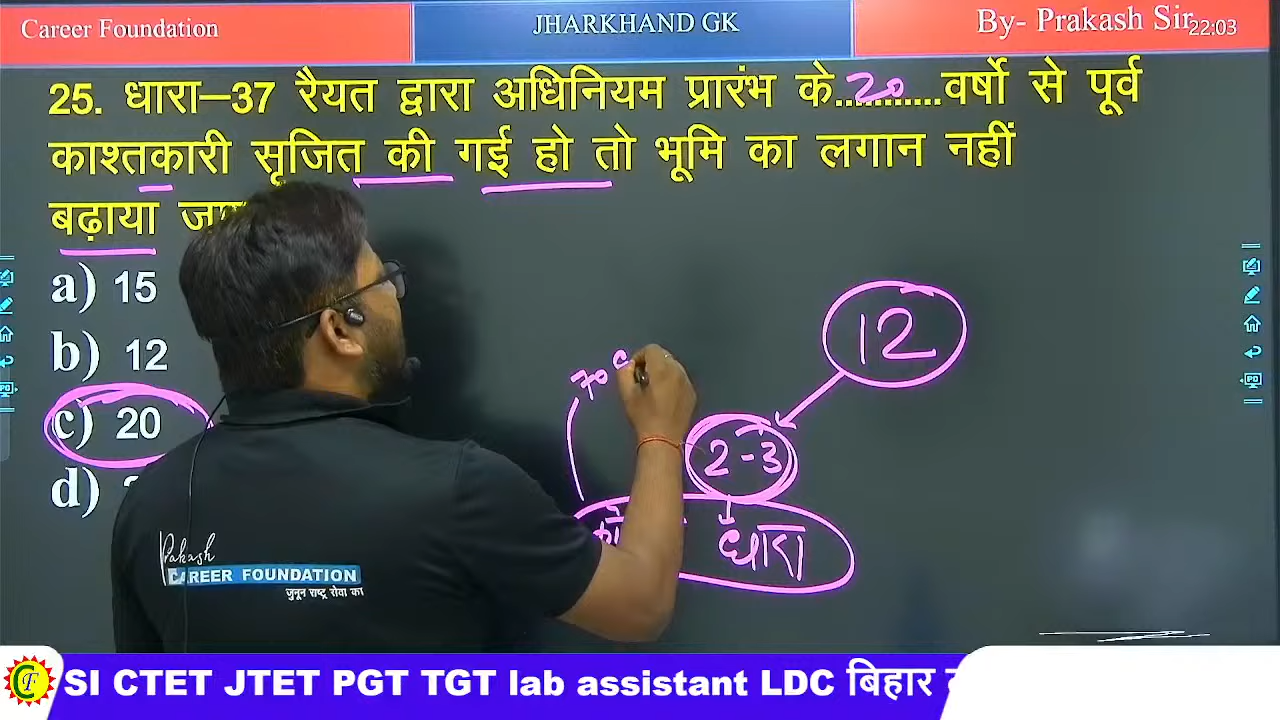 Career Foundation
JHARKHAND GK
By- Prakash Sir
22:03
25. धारा–37 रैयत द्वारा अधिनियम प्रारंभ के....20....वर्षो से पूर्व
काश्तकारी सृजित की गई हो तो भूमि का लगान नहीं
बढ़ाया
a) 15
b) 12
c) 20
d)
12
2-3
धारा
Prakash
CAREER FOUNDATION
जुनून राष्ट्र सेवा का
SI CTET JTET PGT TGT lab assistant LDC बिहार